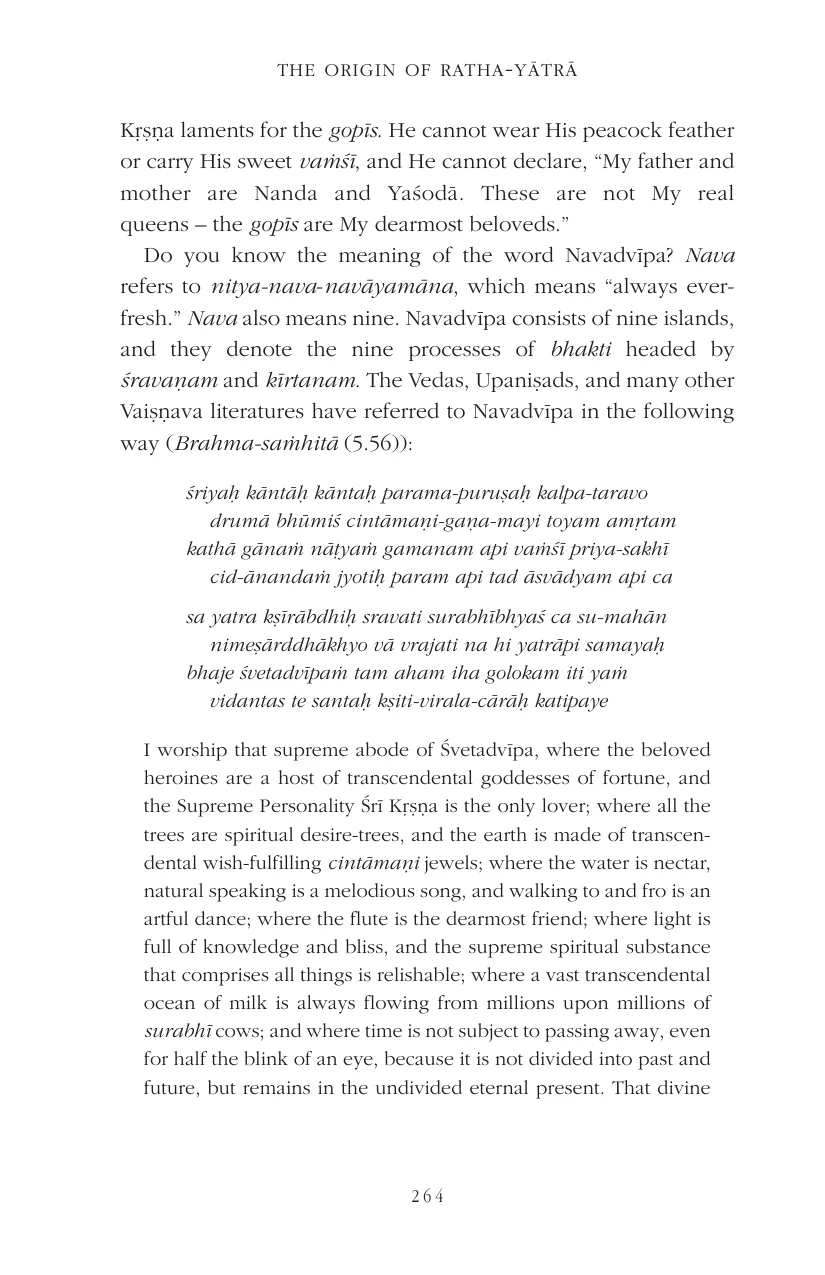 THE ORIGIN OF RATHA-YĀTRĀ
Kṛṣṇa laments for the gopīs. He cannot wear His peacock feather
or carry His sweet vaṁśī, and He cannot declare, “My father and
mother are Nanda and Yaśodā. These are not My real
queens – the gopīs are My dearmost beloveds.”
Do you know the meaning of the word Navadvīpa? Nava
refers to nitya-nava-navāyamāna, which means “always ever-
fresh.” Nava also means nine. Navadvīpa consists of nine islands,
and they denote the nine processes of bhakti headed by
śravaṇam and kīrtanam. The Vedas, Upaniṣads, and many other
Vaiṣṇava literatures have referred to Navadvīpa in the following
way (Brahma-saṁhitā (5.56)):
śriyaḥ kāntāḥ kāntaḥ parama-puruṣaḥ kalpa-taravo
drumā bhūmiś cintāmaṇi-gaṇa-mayi toyam amṛtam
kathā gānaṁ nāṭyaṁ gamanam api vaṁśī priya-sakhī
cid-ānandaṁ jyotiḥ param api tad āsvādyam api ca
sa yatra kṣīrābdhiḥ sravati surabhībhyaś ca su-mahān
nimeṣārddhākhyo vā vrajati na hi yatrāpi samayaḥ
bhaje śvetadvīpaṁ tam aham iha golokam iti yaṁ
vidantas te santaḥ kṣiti-virala-cārāḥ katipaye
I worship that supreme abode of Śvetadvīpa, where the beloved
heroines are a host of transcendental goddesses of fortune, and
the Supreme Personality Śrī Kṛṣṇa is the only lover; where all the
trees are spiritual desire-trees, and the earth is made of transcen-
dental wish-fulfilling cintāmaṇi jewels; where the water is nectar,
natural speaking is a melodious song, and walking to and fro is an
artful dance; where the flute is the dearmost friend; where light is
full of knowledge and bliss, and the supreme spiritual substance
that comprises all things is relishable; where a vast transcendental
ocean of milk is always flowing from millions upon millions of
surabhī cows; and where time is not subject to passing away, even
for half the blink of an eye, because it is not divided into past and
future, but remains in the undivided eternal present. That divine
264